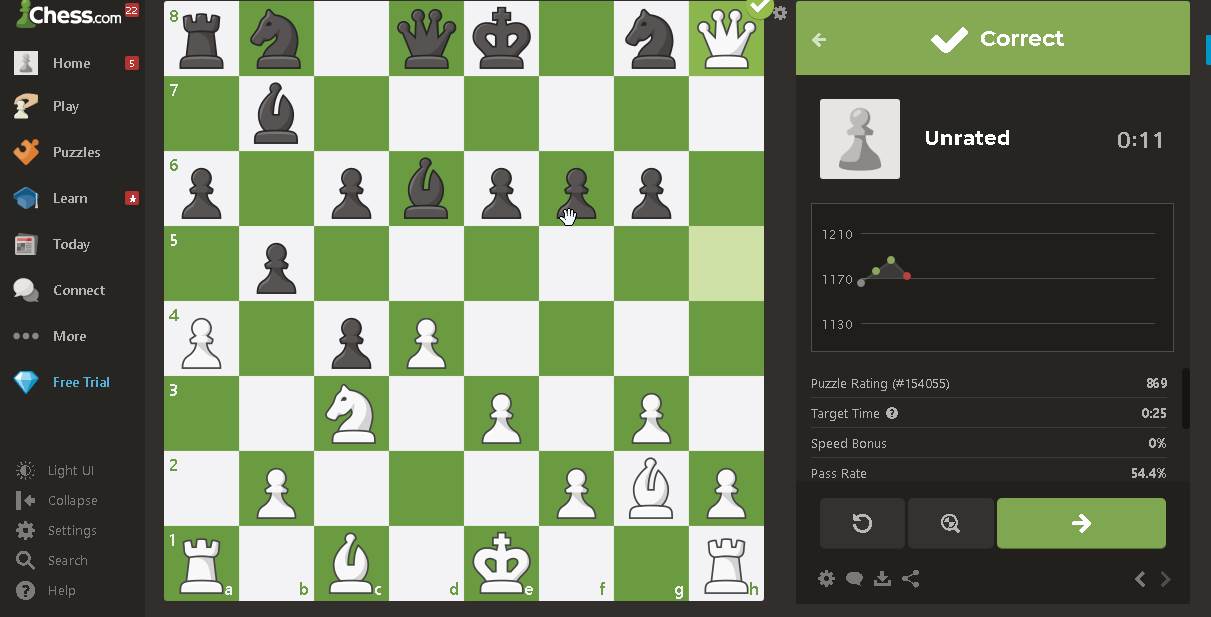 Chess.com 22
Home 5
Play
Puzzles
Learn
Today
Connect
More
Free Trial
Light UI
Collapse
Settings
Search
Help
8
7
6
5
4
3
2
1
a b c d e f g h
Correct
Unrated 0:11
1210
1170
1130
Puzzle Rating (#154055) 869
Target Time ? 0:25
Speed Bonus 0%
Pass Rate 54.4%